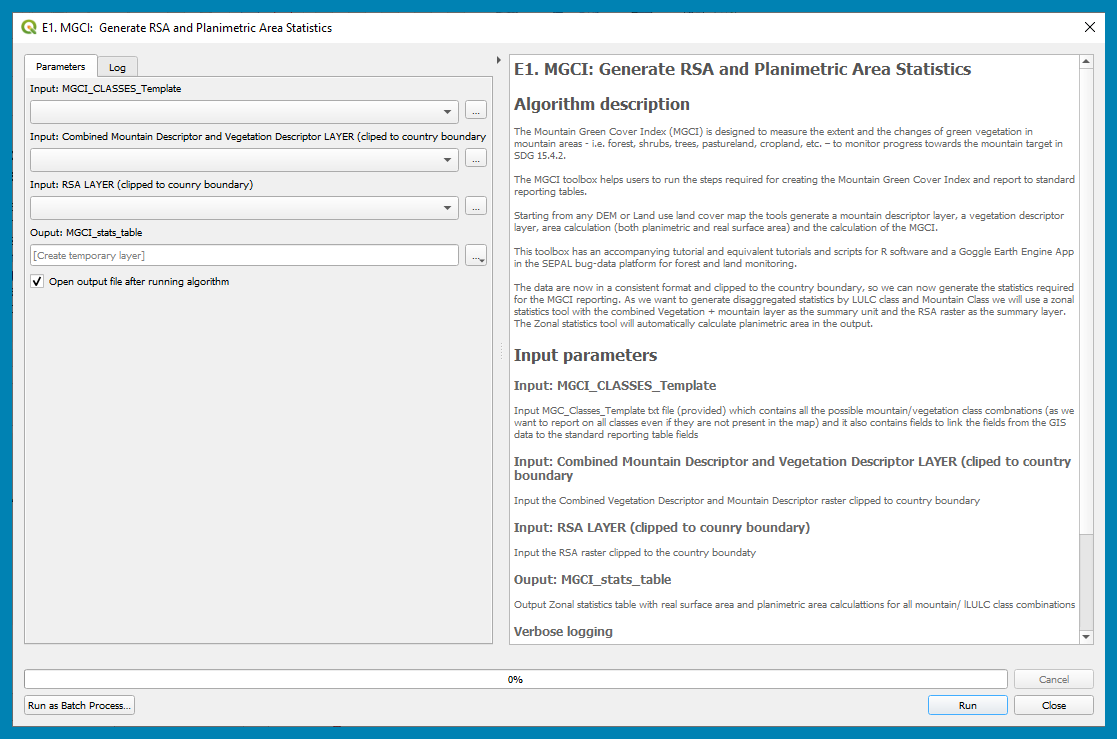 E1. MGCI: Generate RSA and Planimetric Area Statistics
Parameters
Log
Input: MGCI_CLASSES_Template
...
Input: Combined Mountain Descriptor and Vegetation Descriptor LAYER (cliped to country boundary
...
Input: RSA LAYER (clipped to counry boundary)
...
Ouput: MGCI_stats_table
[Create temporary layer]
...
Open output file after running algorithm
E1. MGCI: Generate RSA and Planimetric Area Statistics
Algorithm description
The Mountain Green Cover Index (MGCI) is designed to measure the extent and the changes of green vegetation in
mountain areas - i.e. forest, shrubs, trees, pastureland, cropland, etc. – to monitor progress towards the mountain target in
SDG 15.4.2.
The MGCI toolbox helps users to run the steps required for creating the Mountain Green Cover Index and report to standard
reporting tables.
Starting from any DEM or Land use land cover map the tools generate a mountain descriptor layer, a vegetation descriptor
layer, area calculation (both planimetric and real surface area) and the calculation of the MGCI.
This toolbox has an accompanying tutorial and equivalent tutorials and scripts for R software and a Goggle Earth Engine App
in the SEPAL bug-data platform for forest and land monitoring.
The data are now in a consistent format and clipped to the country boundary, so we can now generate the statistics required
for the MGCI reporting. As we want to generate disaggregated statistics by LULC class and Mountain Class we will use a zonal
statistics tool with the combined Vegetation + mountain layer as the summary unit and the RSA raster as the summary layer.
The Zonal statistics tool will automatically calculate planimetric area in the output.
Input parameters
Input: MGCI_CLASSES_Template
Input MGC_Classes_Template txt file (provided) which contains all the possible mountain/vegetation class combnations (as we
want to report on all classes even if they are not present in the map) and it also contains fields to link the fields from the GIS
data to the standard reporting table fields
Input: Combined Mountain Descriptor and Vegetation Descriptor LAYER (cliped to country
boundary
Input the Combined Vegetation Descriptor and Mountain Descriptor raster clipped to country boundary
Input: RSA LAYER (clipped to counry boundary)
Input the RSA raster clipped to the country boundaty
Ouput: MGCI_stats_table
Output Zonal statistics table with real surface area and planimetric area calculattions for all mountain/ lLULC class combinations
Verbose logging
0%
Cancel
Run as Batch Process...
Run
Close